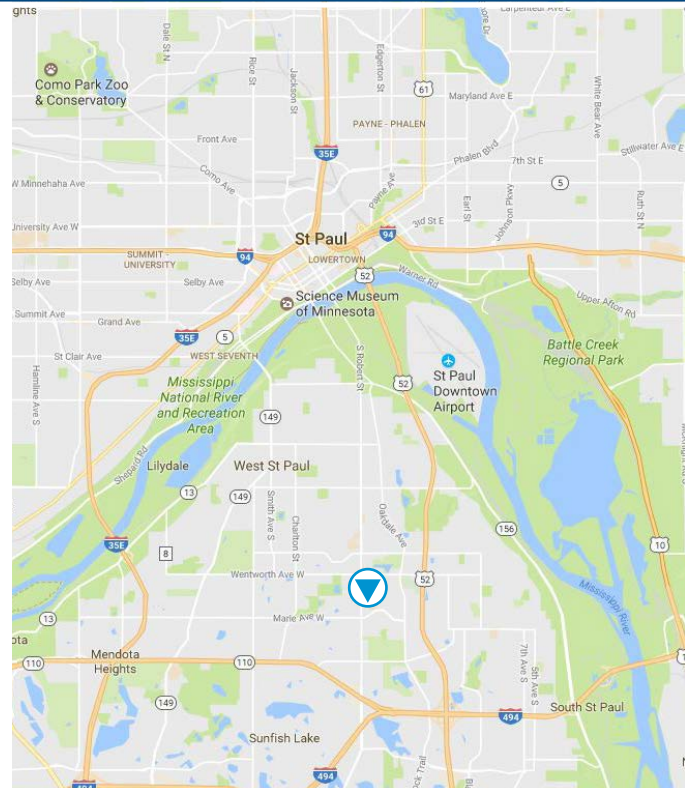 ghts
Larpenteur Ave E
Como Park Zoo
& Conservatory
Dale St N
Rice St
Jackson St
Edgerton St
61
Maryland Ave E
White Bear Ave
PAYNE - PHALEN
Front Ave
35E
Phalen Blvd
7th St E
Stillwater Ave E
Como Ave
W Minnehaha Ave
Payne Ave
Earl St
Johnson Pkwy
5
Ruth St N
University Ave W
3rd St E
94
St Paul
LOWERTOWN
SUMMIT -
UNIVERSITY
94
52
Warner Rd
Selby Ave
Selby Ave
Science Museum
of Minnesota
Upper Afton Rd
Summit Ave
Grand Ave
35E
5
St Clair Ave
WEST SEVENTH
S Robert St
Battle Creek
Regional Park
St Paul
Downtown
Airport
Hamline Ave S
Mississippi
National River
and Recreation
Area
52
149
Shepard Rd
Lilydale
West St Paul
13
149
Smith Ave S
Charlton St
Oakdale Ave
156
35E
8
10
Wentworth Ave W
52
Mississippi River
13
Marie Ave W
ota
110
Mendota
Heights
110
7th Ave S
5th Ave S
149
494
South St Paul
Sunfish Lake
494
494